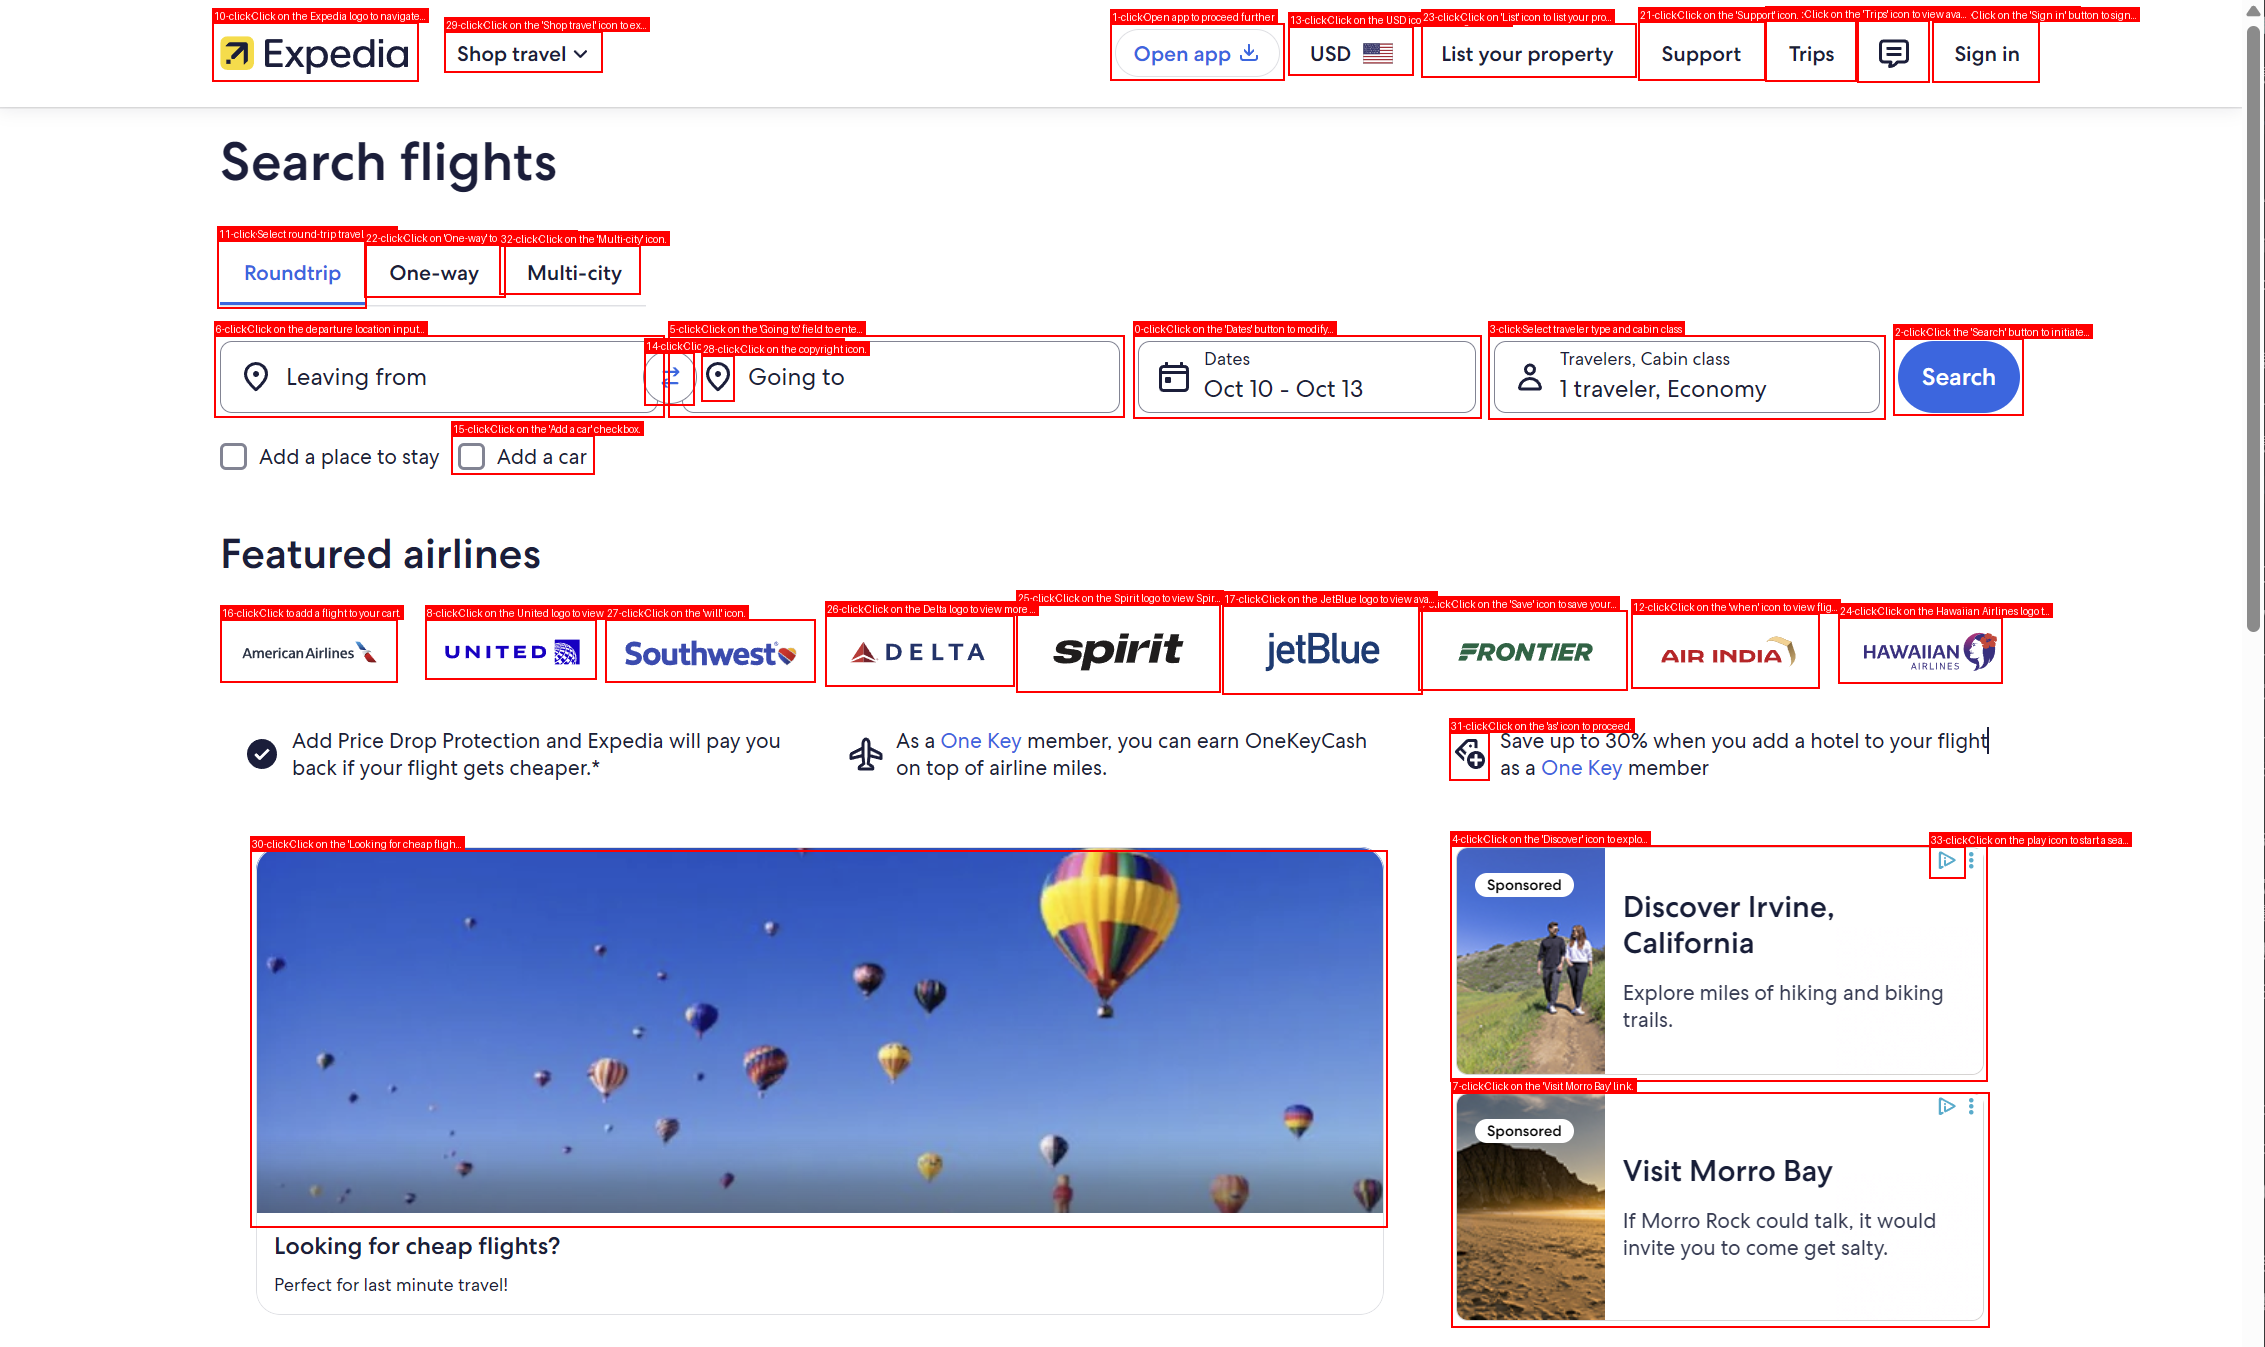 10-clickClick on the Expedia logo to navigate...
29-clickClick on the 'Shop travel' icon to ex...
1-clickOpen app to proceed further
13-clickClick on the USD ico
23-clickClick on 'List' icon to list your pro...
21-clickClick on the 'Support' icon.
:Click on the 'Trips' icon to view ava...
Click on the 'Sign in' button to sign...
Expedia
Shop travel
Open app
USD
List your property
Support
Trips
Sign in
Search flights
11-clickSelect round-trip travel
22-clickClick on 'One-way' to
32-clickClick on the 'Multi-city' icon.
Roundtrip
One-way
Multi-city
6-clickClick on the departure location input...
5-clickClick on the 'Going to' field to ente...
0-clickClick on the 'Dates' button to modify...
3-clickSelect traveler type and cabin class
2-clickClick the 'Search' button to initiate...
14-clickClic
28-clickClick on the copyright icon.
Leaving from
Going to
Dates
Oct 10 - Oct 13
Travelers, Cabin class
1 traveler, Economy
Search
15-clickClick on the 'Add a car' checkbox.
Add a place to stay
Add a car
Featured airlines
16-clickClick to add a flight to your cart.
8-clickClick on the United logo to view
27-clickClick on the 'will' icon.
26-clickClick on the Delta logo to view more ...
25-clickClick on the Spirit logo to view Spir...
17-clickClick on the JetBlue logo to view ava...
Click on the 'Save' icon to save your...
12-clickClick on the 'when' icon to view flig...
24-clickClick on the Hawaiian Airlines logo t...
American Airlines
UNITED
Southwest
DELTA
spirit
jetBlue
FRONTIER
AIR INDIA
HAWAIIAN
AIRLINES
31-clickClick on the 'as' icon to proceed.
Add Price Drop Protection and Expedia will pay you
back if your flight gets cheaper.*
As a One Key member, you can earn OneKeyCash
on top of airline miles.
Save up to 30% when you add a hotel to your flight
as a One Key member
30-clickClick on the 'Looking for cheap fligh...
4-clickClick on the 'Discover' icon to explo...
33-clickClick on the play icon to start a sea...
Sponsored
Discover Irvine,
California
Explore miles of hiking and biking
trails.
7-clickClick on the 'Visit Morro Bay' link.
Sponsored
Visit Morro Bay
If Morro Rock could talk, it would
invite you to come get salty.
Looking for cheap flights?
Perfect for last minute travel!